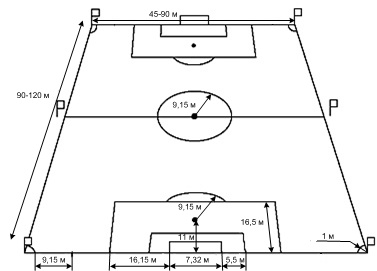 45-90 м
90-120 м
9,15 м
9,15 м
16,5 м
11 м
1 м
9,15 м
16,15 м
7,32 м
5,5 м